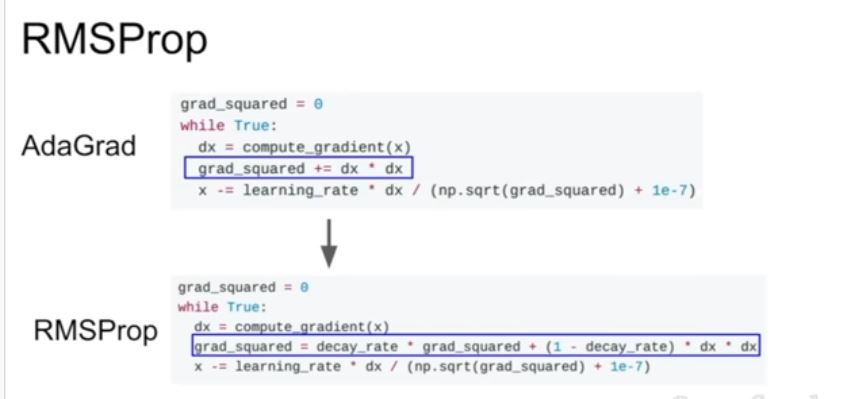 RMSProp
AdaGrad
grad_squared = 0
while True:
dx = compute_gradient(x)
grad_squared += dx * dx
x -= learning_rate * dx / (np.sqrt(grad_squared) + 1e-7)
RMSProp
grad_squared = 0
while True:
dx = compute_gradient(x)
grad_squared = decay_rate * grad_squared + (1 - decay_rate) * dx * dx
x -= learning_rate * dx / (np.sqrt(grad_squared) + 1e-7)